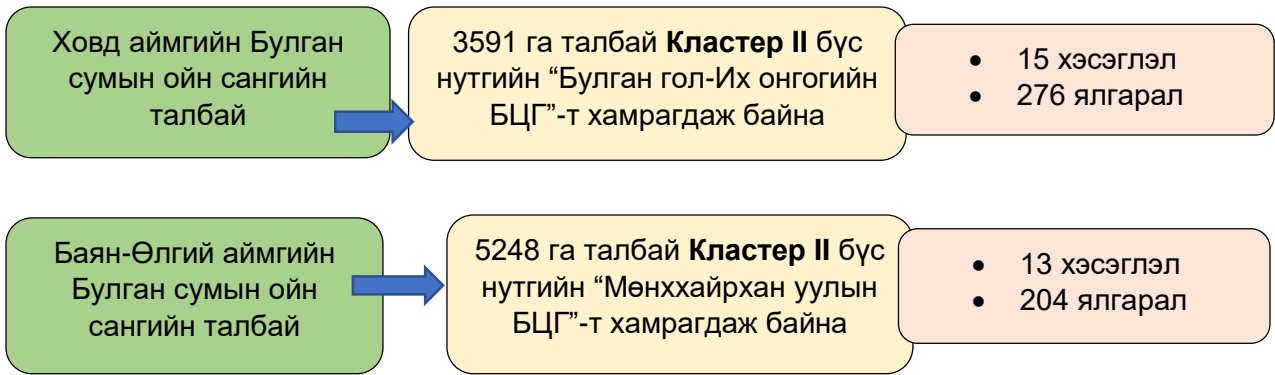 Ховд аймгийн Булган
сумын ойн сангийн
талбай
3591 га талбай Кластер II бүс
нутгийн “Булган гол-Их онгогийн
БЦГ”-т хамрагдаж байна
• 15 хэсэглэл
• 276 ялгарал
Баян-Өлгий аймгийн
Булган сумын ойн
сангийн талбай
5248 га талбай Кластер II бүс
нутгийн “Мөнххайрхан уулын
БЦГ”-т хамрагдаж байна
• 13 хэсэглэл
• 204 ялгарал